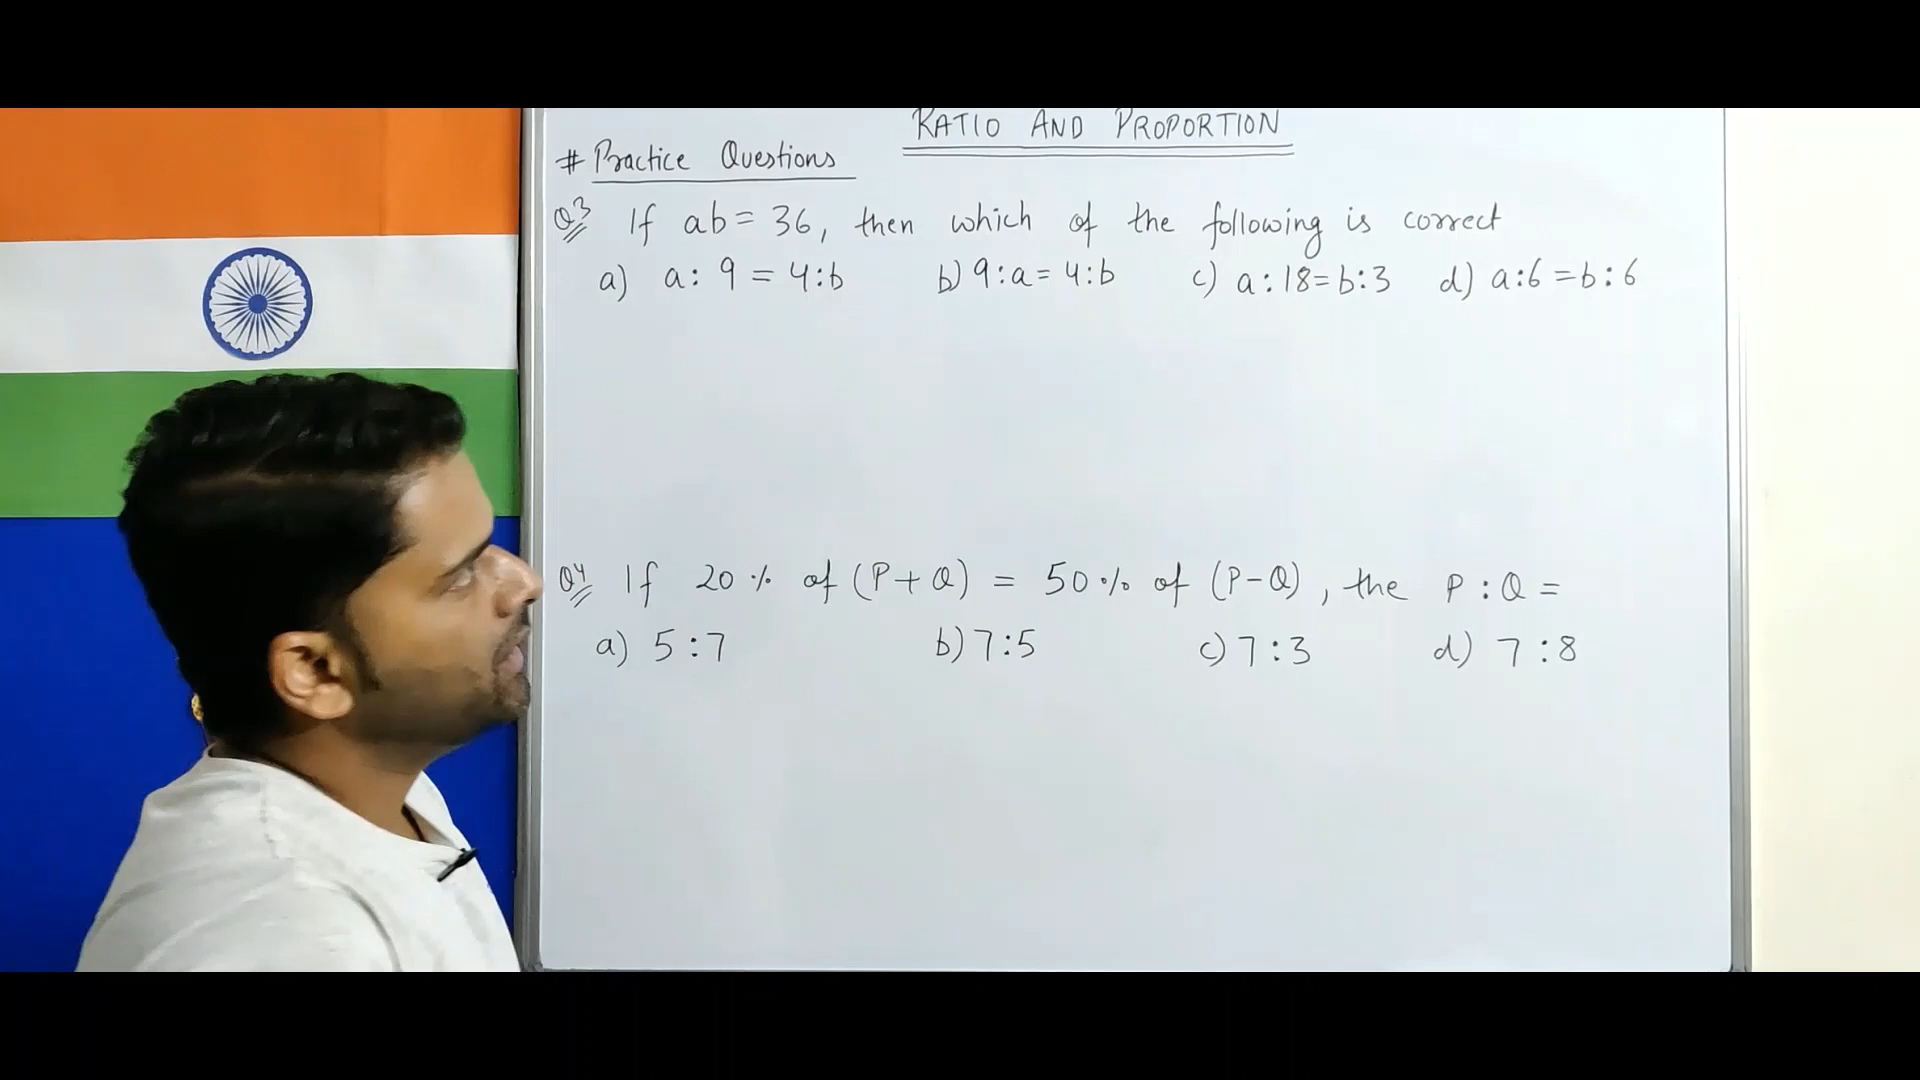 RATIO AND PROPORTION
# Practice Questions
Q3 If ab = 36, then which of the following is correct
a) a : 9 = 4 : b b) 9 : a = 4 : b c) a : 18 = b : 3 d) a : 6 = b : 6
Q4 If 20 % of (P + Q) = 50 % of (P - Q), the P : Q =
a) 5 : 7 b) 7 : 5 c) 7 : 3 d) 7 : 8